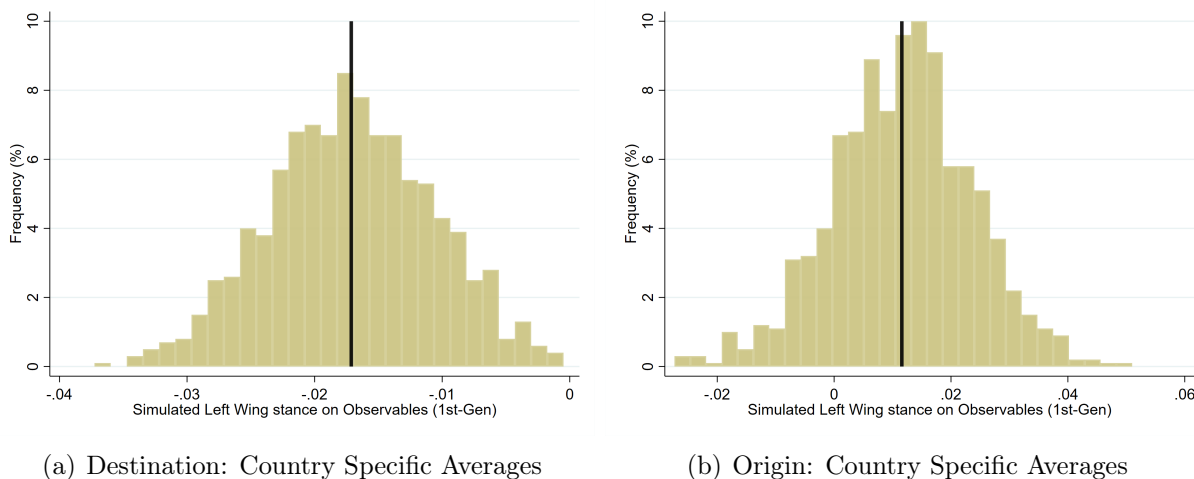 Frequency (%)
10
8
6
4
2
0
-.04 -.03 -.02 -.01 0
Simulated Left Wing stance on Observables (1st-Gen)
(a) Destination: Country Specific Averages
Frequency (%)
10
8
6
4
2
0
-.02 0 .02 .04 .06
Simulated Left Wing stance on Observables (1st-Gen)
(b) Origin: Country Specific Averages